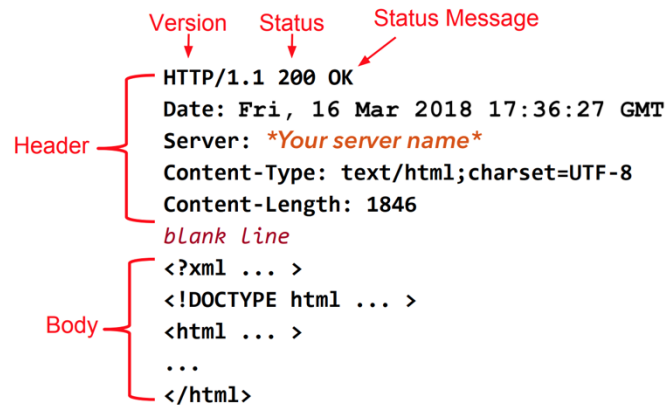 Version Status Status Message
HTTP/1.1 200 OK
Date: Fri, 16 Mar 2018 17:36:27 GMT
Header
Server: *Your server name*
Content-Type: text/html;charset=UTF-8
Content-Length: 1846
blank line
<?xml ... >
<!DOCTYPE html ... >
Body
<html ... >
...
</html>